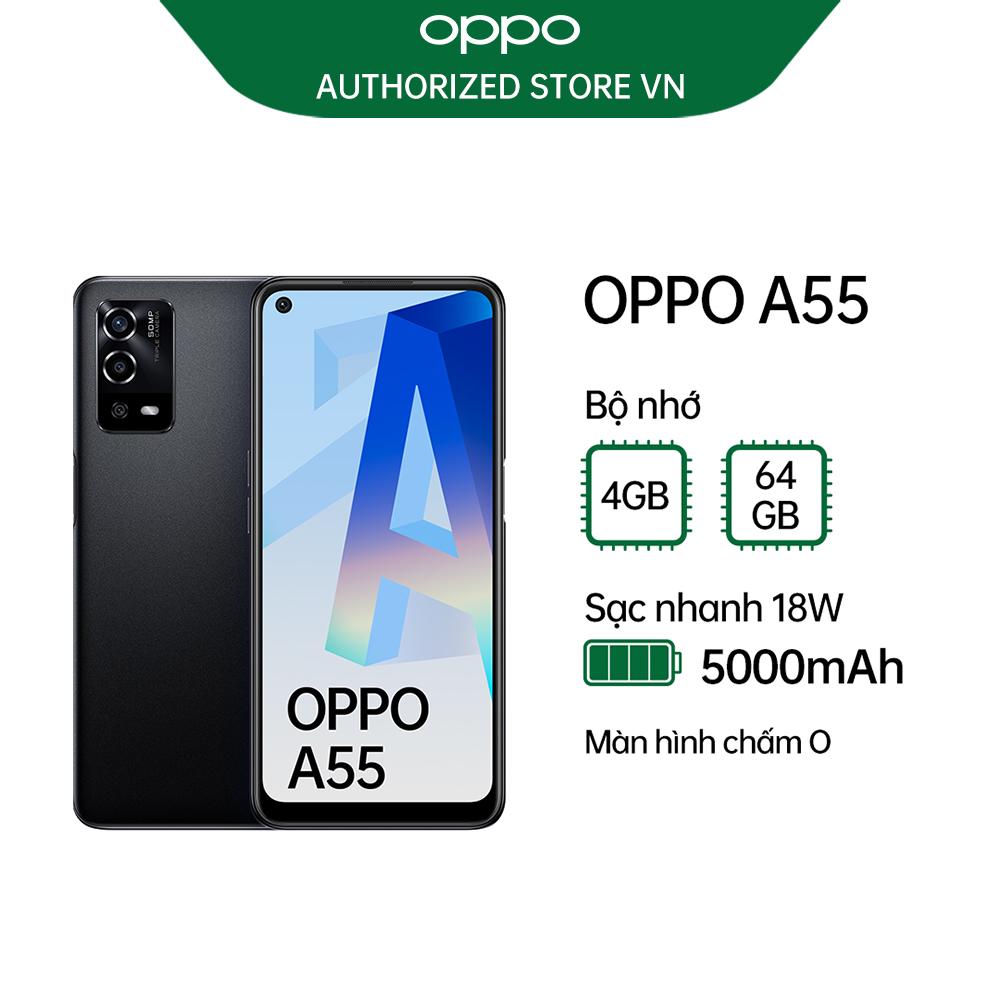 oppo
AUTHORIZED STORE VN
50MP
TRIPLE CAMERA
OPPO
A55
OPPO A55
Bộ nhớ
4GB
64
GB
Sạc nhanh 18W
5000mAh
Màn hình chấm O